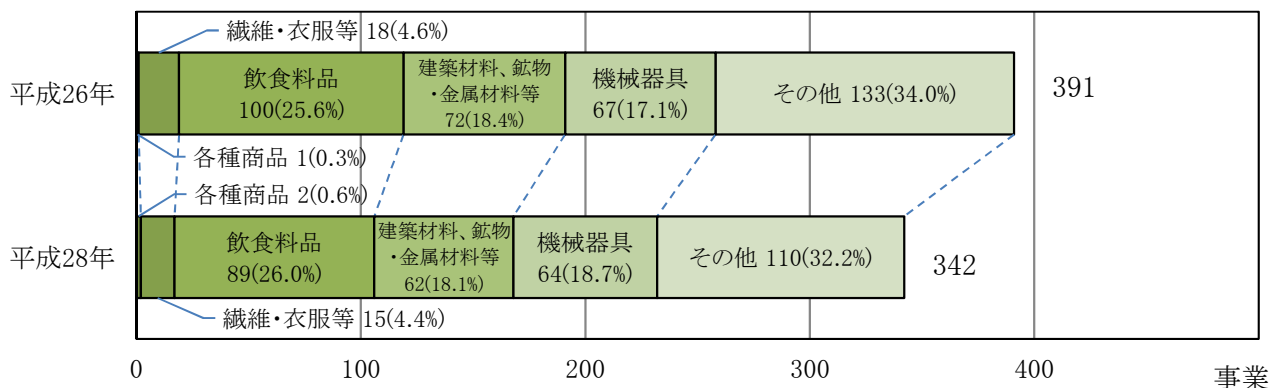 繊維・衣服等 18(4.6%)
平成26年
飲食料品
100(25.6%)
建築材料、鉱物
・金属材料等
72(18.4%)
機械器具
67(17.1%)
その他 133(34.0%)
391
各種商品 1(0.3%)
各種商品 2(0.6%)
平成28年
飲食料品
89(26.0%)
建築材料、鉱物
・金属材料等
62(18.1%)
機械器具
64(18.7%)
その他 110(32.2%)
342
繊維・衣服等 15(4.4%)
0 100 200 300 400 事業